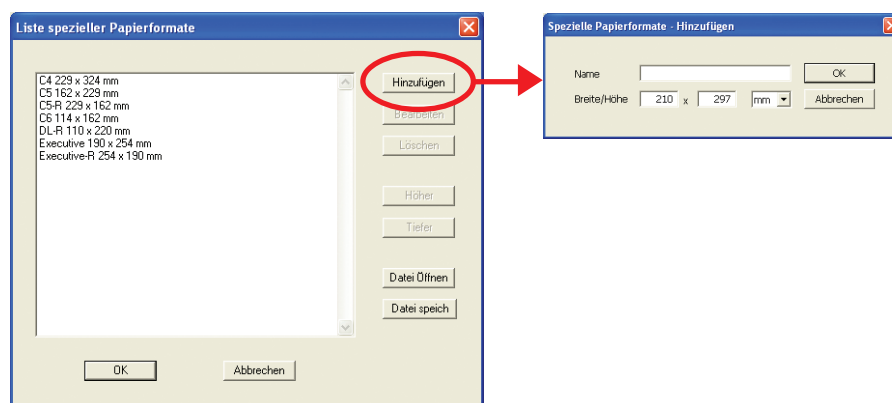 Liste spezieller Papierformate
C4 229 x 324 mm
C5 162 x 229 mm
C5-R 229 x 162 mm
C6 114 x 162 mm
DL-R 110 x 220 mm
Executive 190 x 254 mm
Executive-R 254 x 190 mm
Hinzufügen
Bearbeiten
Löschen
Höher
Tiefer
Datei Öffnen
Datei speich
OK Abbrechen
Spezielle Papierformate - Hinzufügen
Name OK
Breite/Höhe 210 x 297 mm Abbrechen